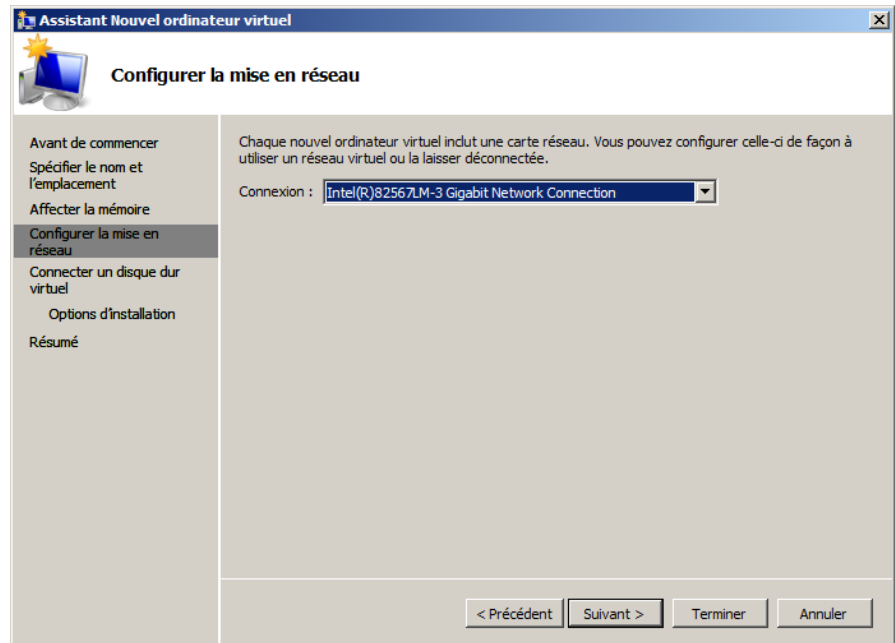 Assistant Nouvel ordinateur virtuel
Configurer la mise en réseau
Avant de commencer
Spécifier le nom et
l'emplacement
Affecter la mémoire
Configurer la mise en
réseau
Connecter un disque dur
virtuel
Options d'installation
Résumé
Chaque nouvel ordinateur virtuel inclut une carte réseau. Vous pouvez configurer celle-ci de façon à
utiliser un réseau virtuel ou la laisser déconnectée.
Connexion : Intel(R)82567LM-3 Gigabit Network Connection
< Précédent Suivant > Terminer Annuler